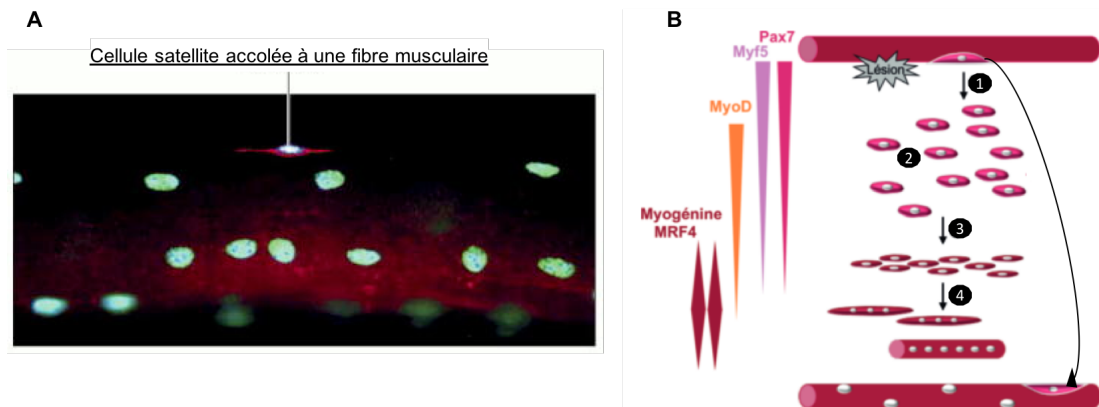 A
Cellule satellite accolée à une fibre musculaire
B
Pax7
Myf5
MyoD
Myogénine
MRF4
Lésion
1
2
3
4